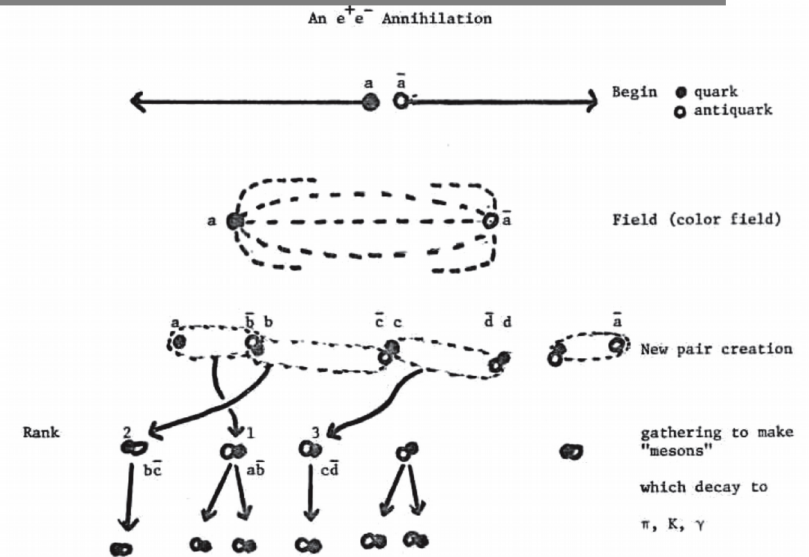 An e⁺e⁻ Annihilation
a a̅
Begin ● quark
○ antiquark
a a̅
Field (color field)
a b̅ b c̅ c d̅ d a̅
New pair creation
Rank 2 1 3
gathering to make
"mesons"
bc̅ ab̅ cd̅
which decay to
π, K, γ